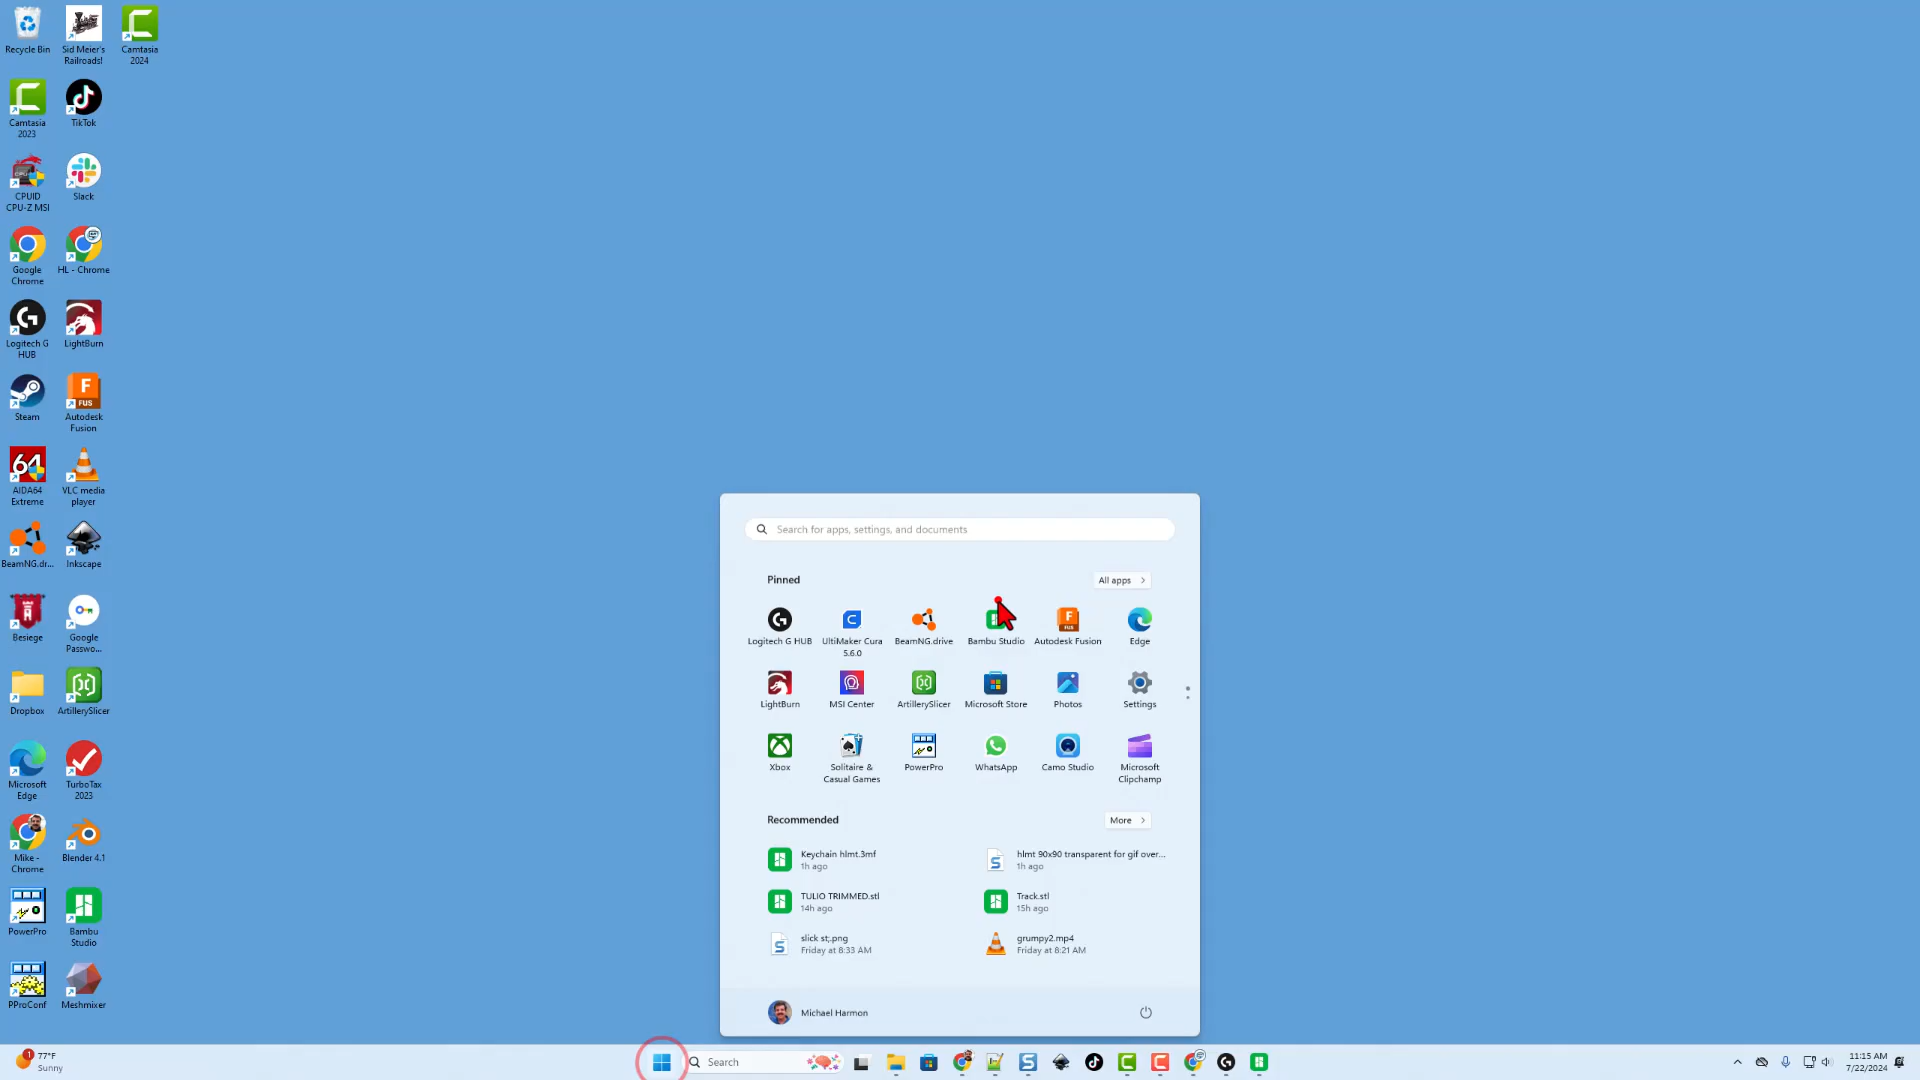 Recycle Bin
Sid Meier's
Railroads!
Camtasia
2024
Camtasia
2023
TikTok
CPUID
CPU-Z MSI
Slack
Google
Chrome
HL - Chrome
Logitech G
HUB
LightBurn
Steam
Autodesk
Fusion
AIDA64
Extreme
VLC media
player
BeamNG.dr...
Inkscape
Besiege
Google
Passwo...
Dropbox
ArtillerySlicer
Microsoft
Edge
TurboTax
2023
Mike -
Chrome
Blender 4.1
PowerPro
Bambu
Studio
PProConf
Meshmixer
Search for apps, settings, and documents
Pinned
All apps
Logitech G HUB
UltiMaker Cura
5.6.0
BeamNG.drive
Bambu Studio
Autodesk Fusion
Edge
LightBurn
MSI Center
ArtillerySlicer
Microsoft Store
Photos
Settings
Xbox
Solitaire &
Casual Games
PowerPro
WhatsApp
Camo Studio
Microsoft
Clipchamp
Recommended
More
Keychain hlmt.3mf
1h ago
hlmt 90x90 transparent for gif over...
1h ago
TULIO TRIMMED.stl
14h ago
Track.stl
15h ago
slick st;.png
Friday at 8:33 AM
grumpy2.mp4
Friday at 8:21 AM
Michael Harmon
1
77°F
Sunny
Search
11:15 AM
7/22/2024